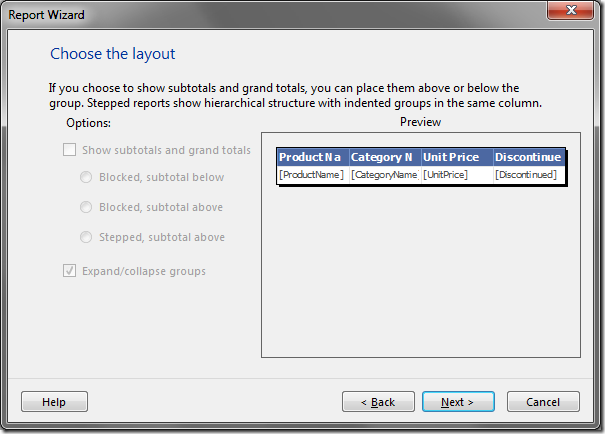 Report Wizard
Choose the layout
If you choose to show subtotals and grand totals, you can place them above or below the
group. Stepped reports show hierarchical structure with indented groups in the same column.
Options:
Preview
Show subtotals and grand totals
Blocked, subtotal below
Blocked, subtotal above
Stepped, subtotal above
Expand/collapse groups
Product Na Category N Unit Price Discontinue
[ProductName] [CategoryName [UnitPrice] [Discontinued]
Help
< Back
Next >
Cancel